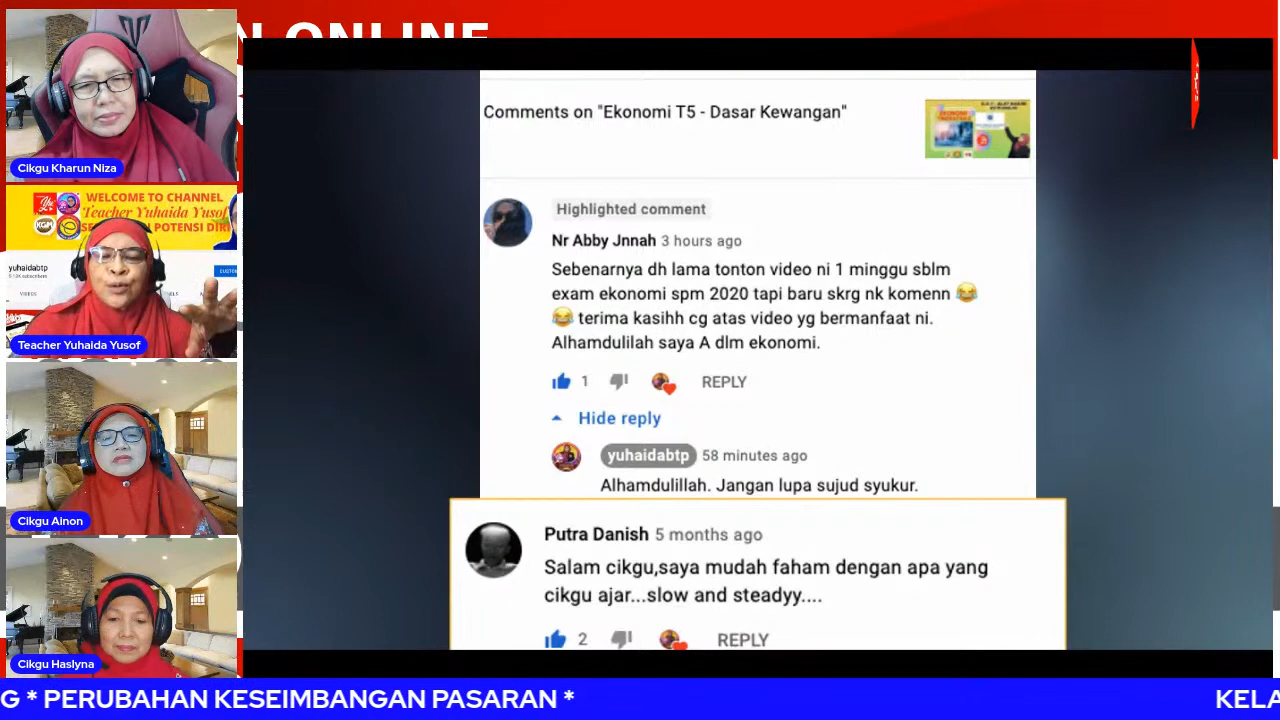 N ONLINE
Cikgu Kharun Niza
WELCOME TO CHANNEL
Teacher Yuhaida Yusof
POTENSI DIRI
yuhaidabtp
VIDEOS
Teacher Yuhaida Yusof
Cikgu Ainon
Cikgu Haslyna
Comments on "Ekonomi T5 - Dasar Kewangan"
Highlighted comment
Nr Abby Jnnah 3 hours ago
Sebenarnya dh lama tonton video ni 1 minggu sblm
exam ekonomi spm 2020 tapi baru skrg nk komenn 😂
😂 terima kasihh cg atas video yg bermanfaat ni.
Alhamdulilah saya A dlm ekonomi.
1 REPLY
Hide reply
yuhaidabtp 58 minutes ago
Alhamdulillah. Jangan lupa sujud syukur.
Putra Danish 5 months ago
Salam cikgu,saya mudah faham dengan apa yang
cikgu ajar...slow and steadyy....
2 REPLY
G * PERUBAHAN KESEIMBANGAN PASARAN * KELA